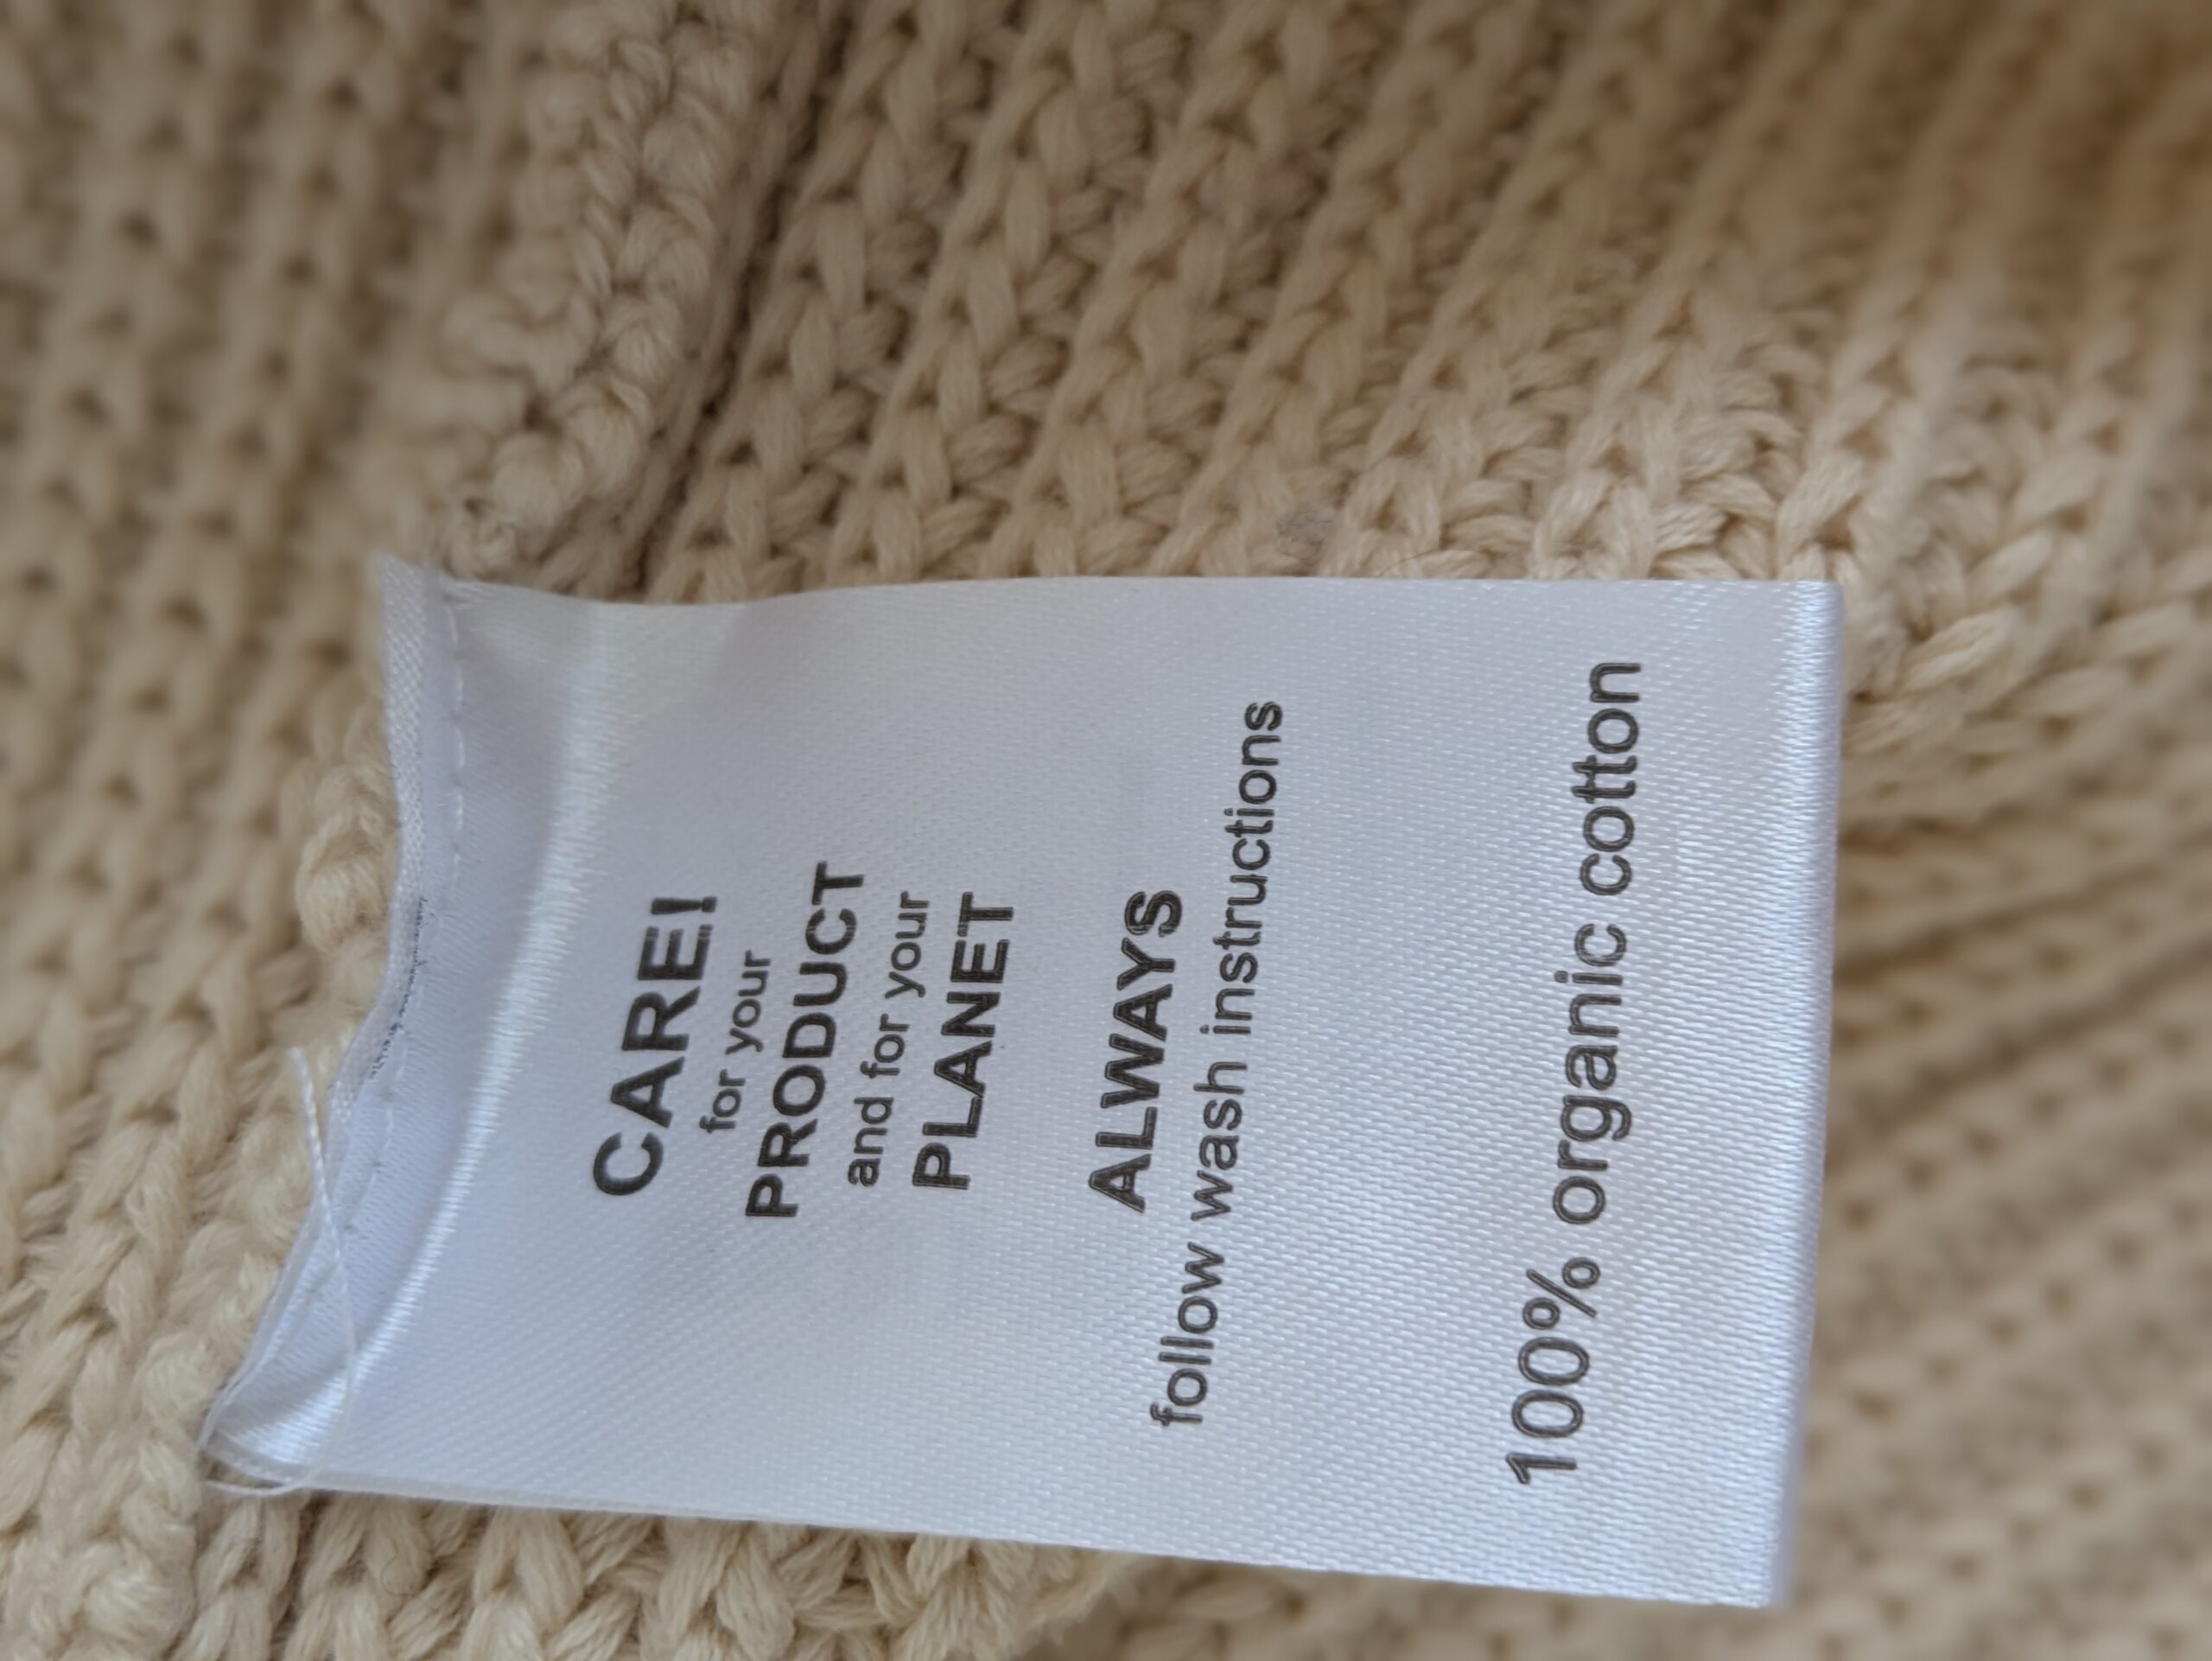 CARE!
for your
PRODUCT
and for your
PLANET
ALWAYS
follow wash instructions
100% organic cotton